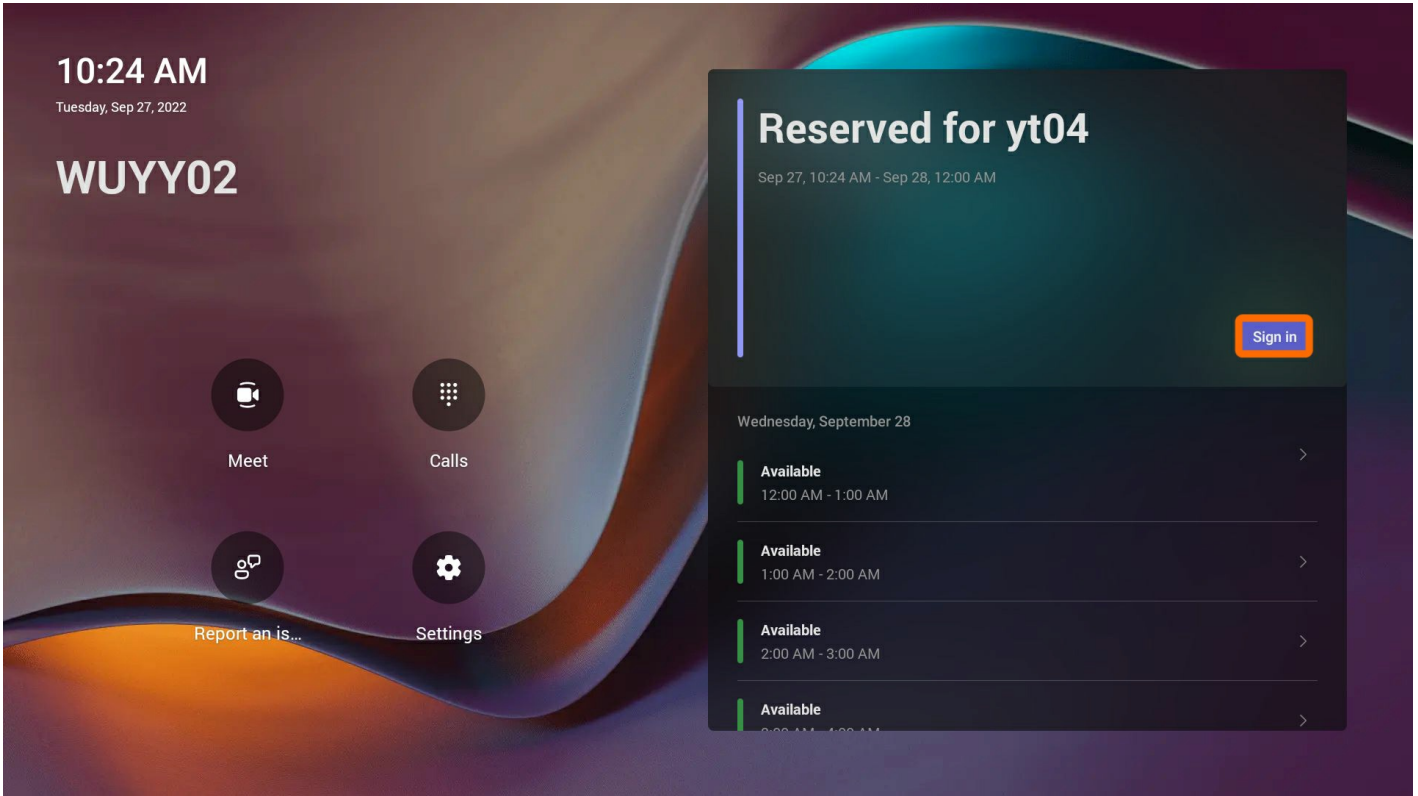 10:24 AM
Tuesday, Sep 27, 2022
WUYY02
Meet
Calls
Report an is...
Settings
Reserved for yt04
Sep 27, 10:24 AM - Sep 28, 12:00 AM
Sign in
Wednesday, September 28
Available
12:00 AM - 1:00 AM
Available
1:00 AM - 2:00 AM
Available
2:00 AM - 3:00 AM
Available